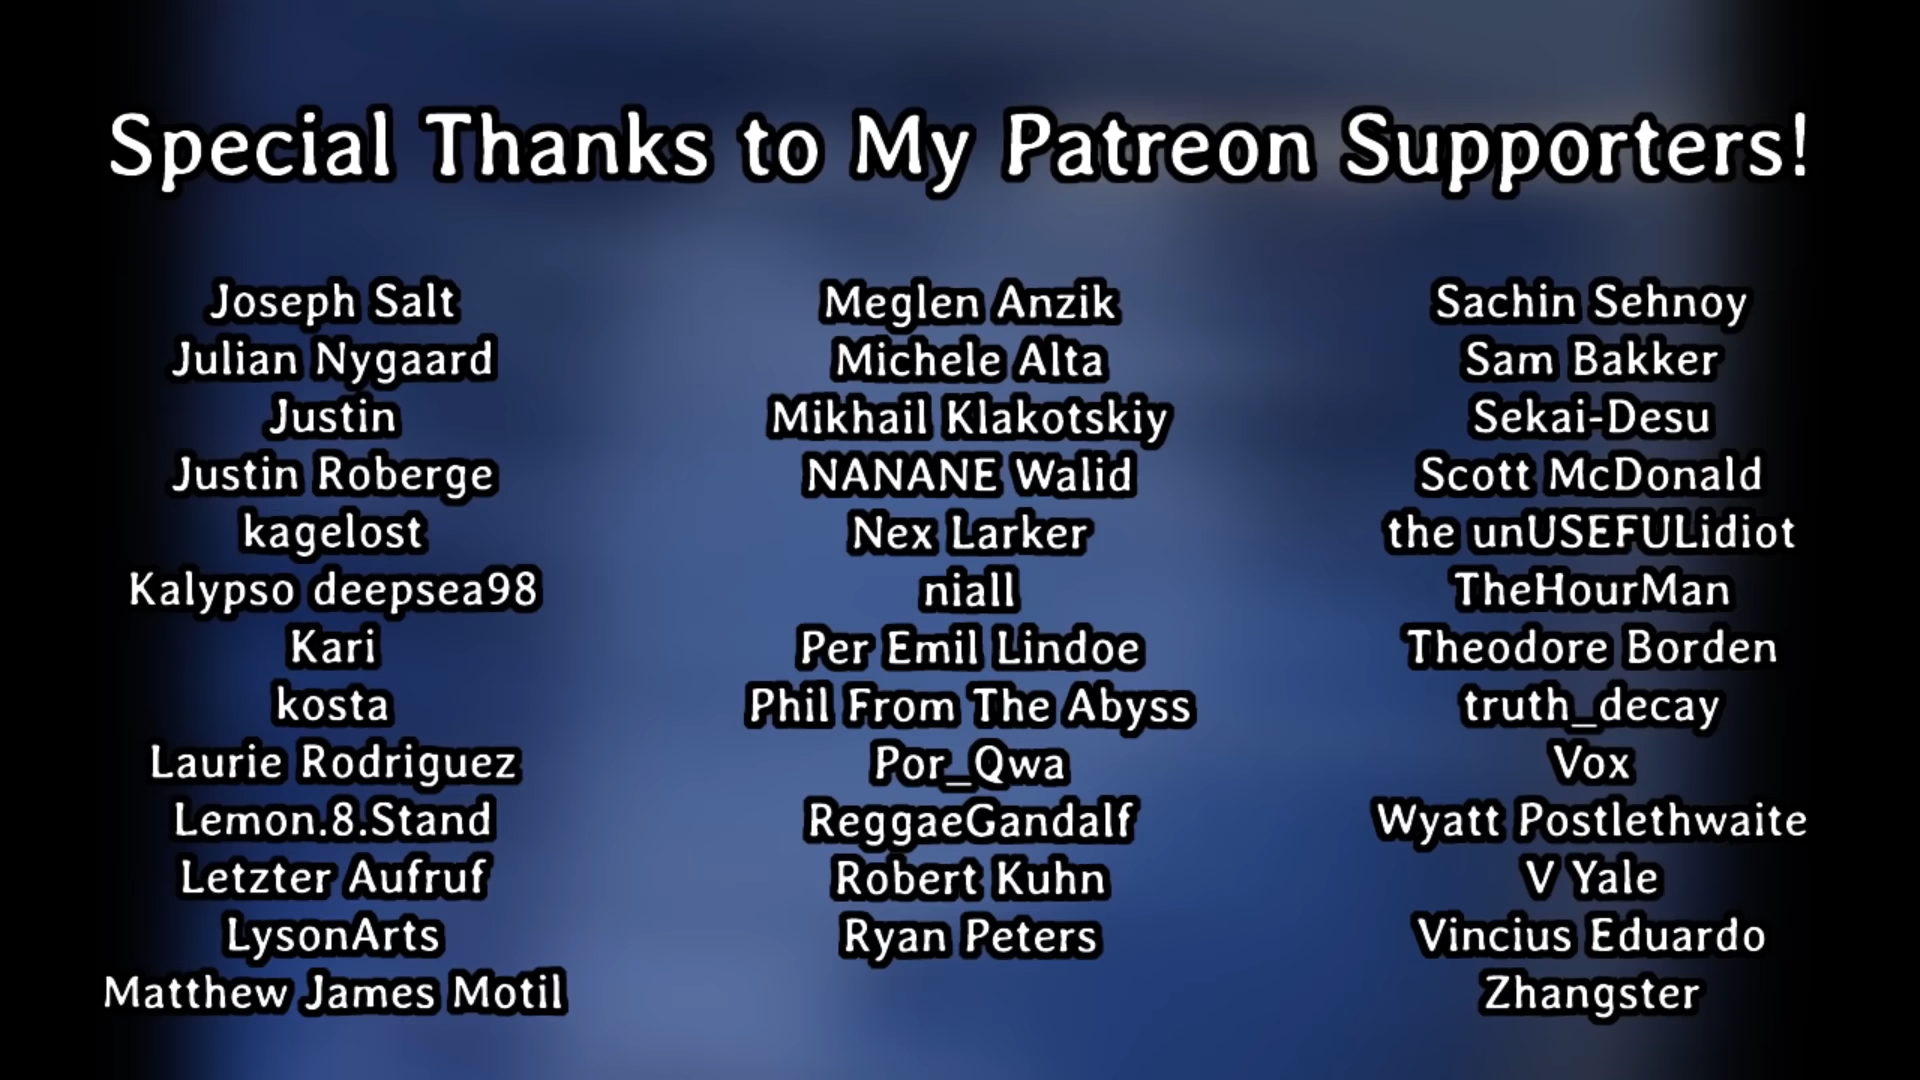 Special Thanks to My Patreon Supporters!
Joseph Salt
Julian Nygaard
Justin
Justin Roberge
kagelost
Kalypso deepsea98
Kari
kosta
Laurie Rodriguez
Lemon.8.Stand
Letzter Aufruf
LysonArts
Matthew James Motil
Meglen Anzik
Michele Alta
Mikhail Klakotskiy
NANANE Walid
Nex Larker
niall
Per Emil Lindoe
Phil From The Abyss
Por_Qwa
ReggaeGandalf
Robert Kuhn
Ryan Peters
Sachin Sehnoy
Sam Bakker
Sekai-Desu
Scott McDonald
the unUSEFULidiot
TheHourMan
Theodore Borden
truth_decay
Vox
Wyatt Postlethwaite
V Yale
Vincius Eduardo
Zhangster